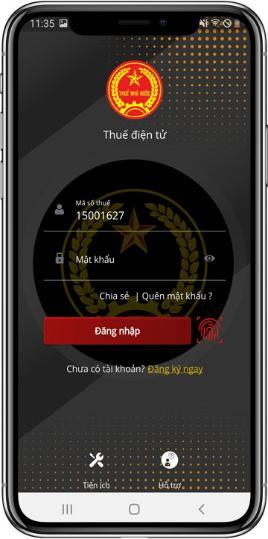 11:35
THUẾ NHÀ NƯỚC
Thuế điện tử
Mã số thuế
15001627
Mật khẩu
Chia sẻ | Quên mật khẩu ?
Đăng nhập
Chưa có tài khoản? Đăng ký ngay
Tiện ích
Hỗ trợ